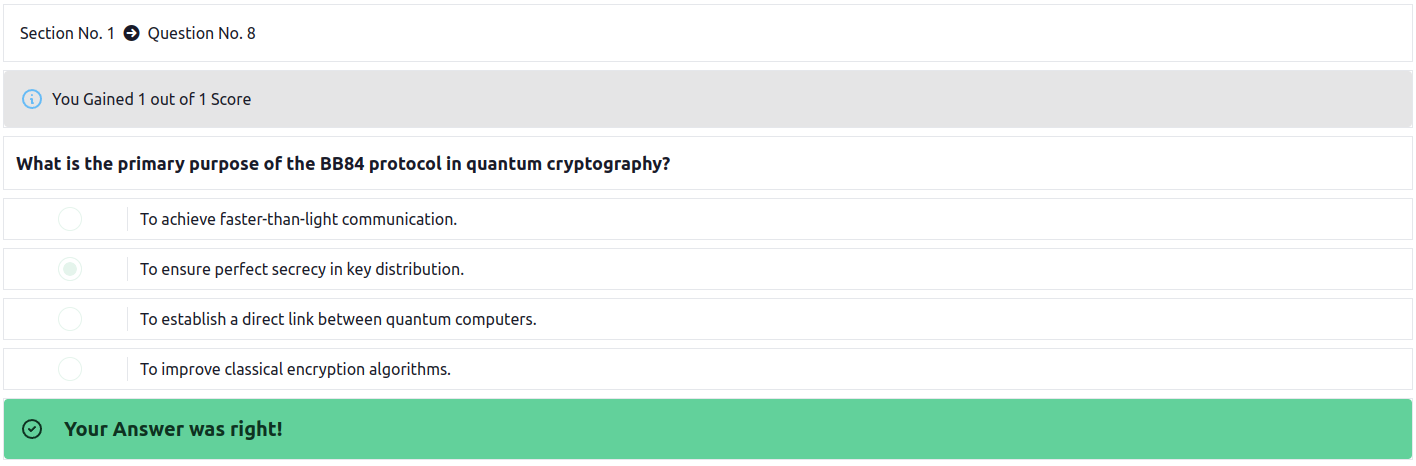 Section No. 1 Question No. 8
You Gained 1 out of 1 Score
What is the primary purpose of the BB84 protocol in quantum cryptography?
To achieve faster-than-light communication.
To ensure perfect secrecy in key distribution.
To establish a direct link between quantum computers.
To improve classical encryption algorithms.
Your Answer was right!